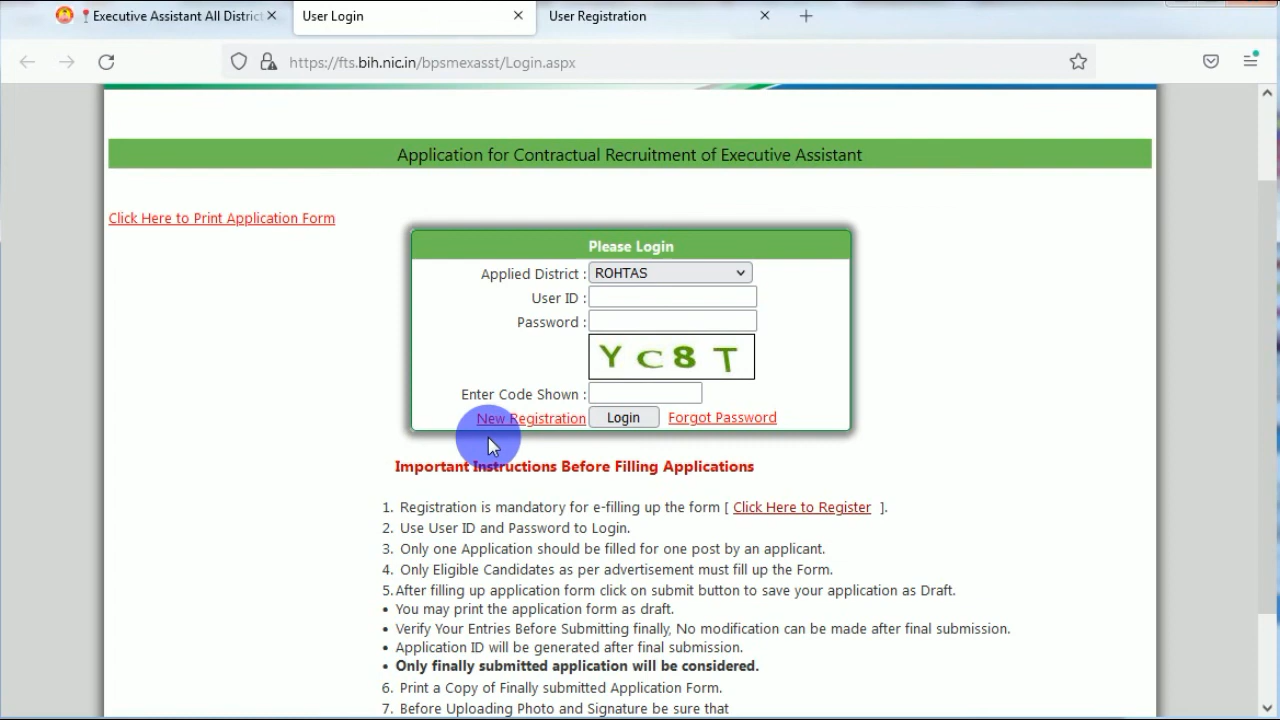 Executive Assistant All District
User Login
User Registration
https://fts.bih.nic.in/bpsmexasst/Login.aspx
Application for Contractual Recruitment of Executive Assistant
Click Here to Print Application Form
Please Login
Applied District : ROHTAS
User ID :
Password :
Y C 8 T
Enter Code Shown :
New Registration Login Forgot Password
Important Instructions Before Filling Applications
1. Registration is mandatory for e-filling up the form [ Click Here to Register ].
2. Use User ID and Password to Login.
3. Only one Application should be filled for one post by an applicant.
4. Only Eligible Candidates as per advertisement must fill up the Form.
5.After filling up application form click on submit button to save your application as Draft.
• You may print the application form as draft.
• Verify Your Entries Before Submitting finally, No modification can be made after final submission.
• Application ID will be generated after final submission.
• Only finally submitted application will be considered.
6. Print a Copy of Finally submitted Application Form.
7. Before Uploading Photo and Signature be sure that